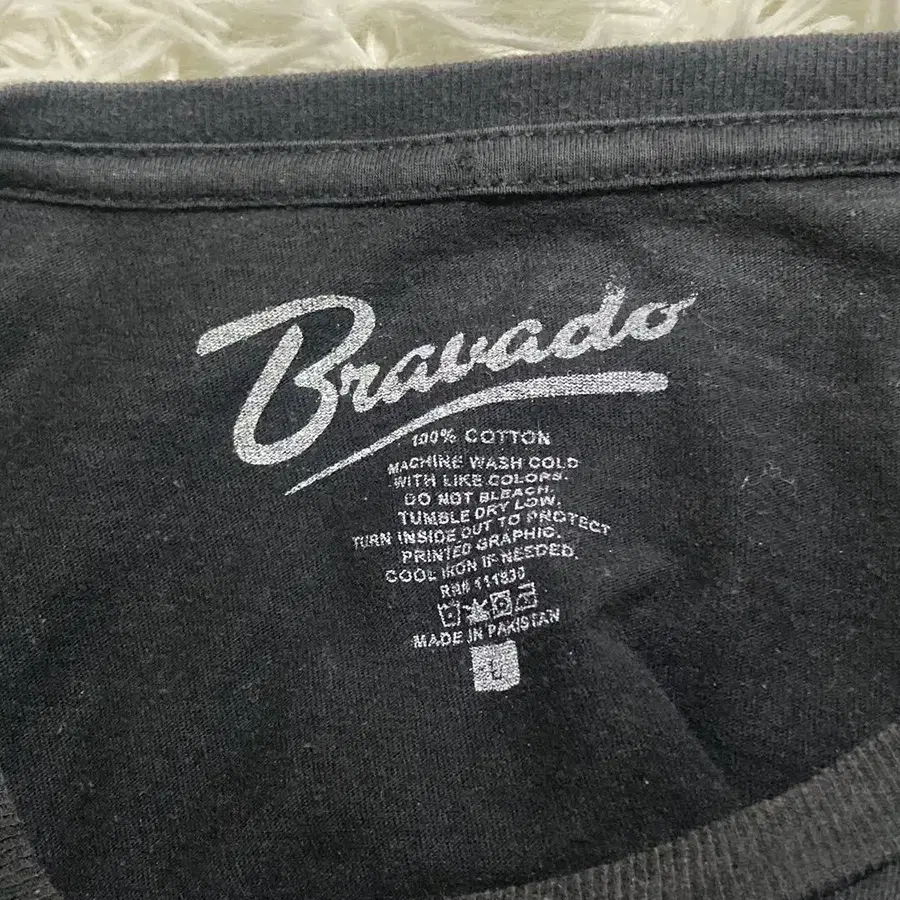 Bravado
100% COTTON
MACHINE WASH COLD
WITH LIKE COLORS.
DO NOT BLEACH.
TUMBLE DRY LOW.
TURN INSIDE OUT TO PROTECT
PRINTED GRAPHIC.
COOL IRON IF NEEDED.
RN# 111830
MADE IN PAKISTAN
L